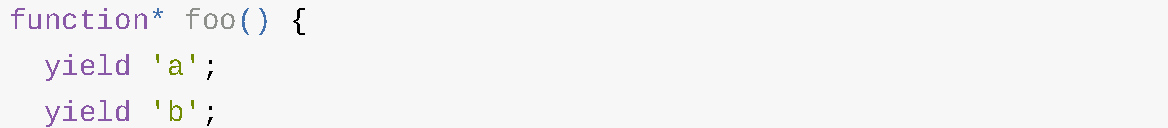 function* foo() {
  yield 'a';
  yield 'b';